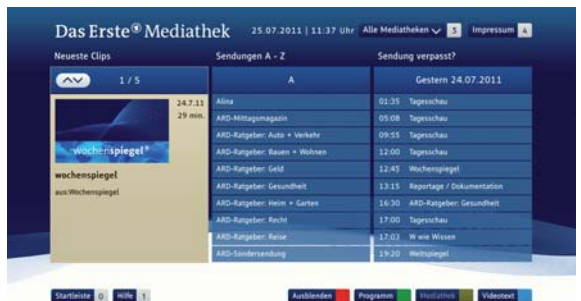 Das Erste® Mediathek
25.07.2011 | 11:37 Uhr
Alle Mediatheken 3
Impressum 4
Neueste Clips
Sendungen A - Z
Sendung verpasst?
1 / 5
A
Gestern 24.07.2011
24.7.11
29 min.
wochenspiegel®
wochenspiegel
aus:Wochenspiegel
Alina
ARD-Mittagsmagazin
ARD-Ratgeber: Auto + Verkehr
ARD-Ratgeber: Bauen + Wohnen
ARD-Ratgeber: Geld
ARD-Ratgeber: Gesundheit
ARD-Ratgeber: Heim + Garten
ARD-Ratgeber: Recht
ARD-Ratgeber: Reise
ARD-Sondersendung
01:35 Tagesschau
05:08 Tagesschau
09:55 Tagesschau
12:00 Tagesschau
12:45 Wochenspiegel
13:15 Reportage / Dokumentation
16:30 ARD-Ratgeber: Gesundheit
17:00 Tagesschau
17:03 W wie Wissen
19:20 Weltspiegel
Startleiste 0
Hilfe 1
Ausblenden
Programm
Mediathek
Videotext